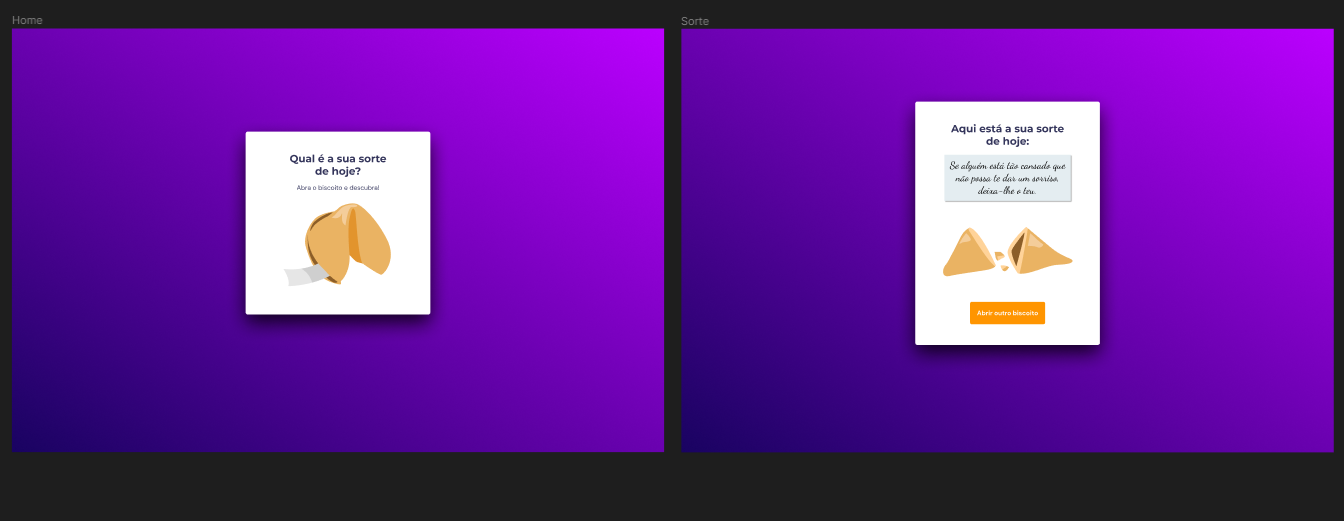 Home
Qual é a sua sorte
de hoje?
Abra o biscoito e descubra!
Sorte
Aqui está a sua sorte
de hoje:
Se alguém está tão cansado que
não possa te dar um sorriso,
deixa-lhe o teu.
Abrir outro biscoito